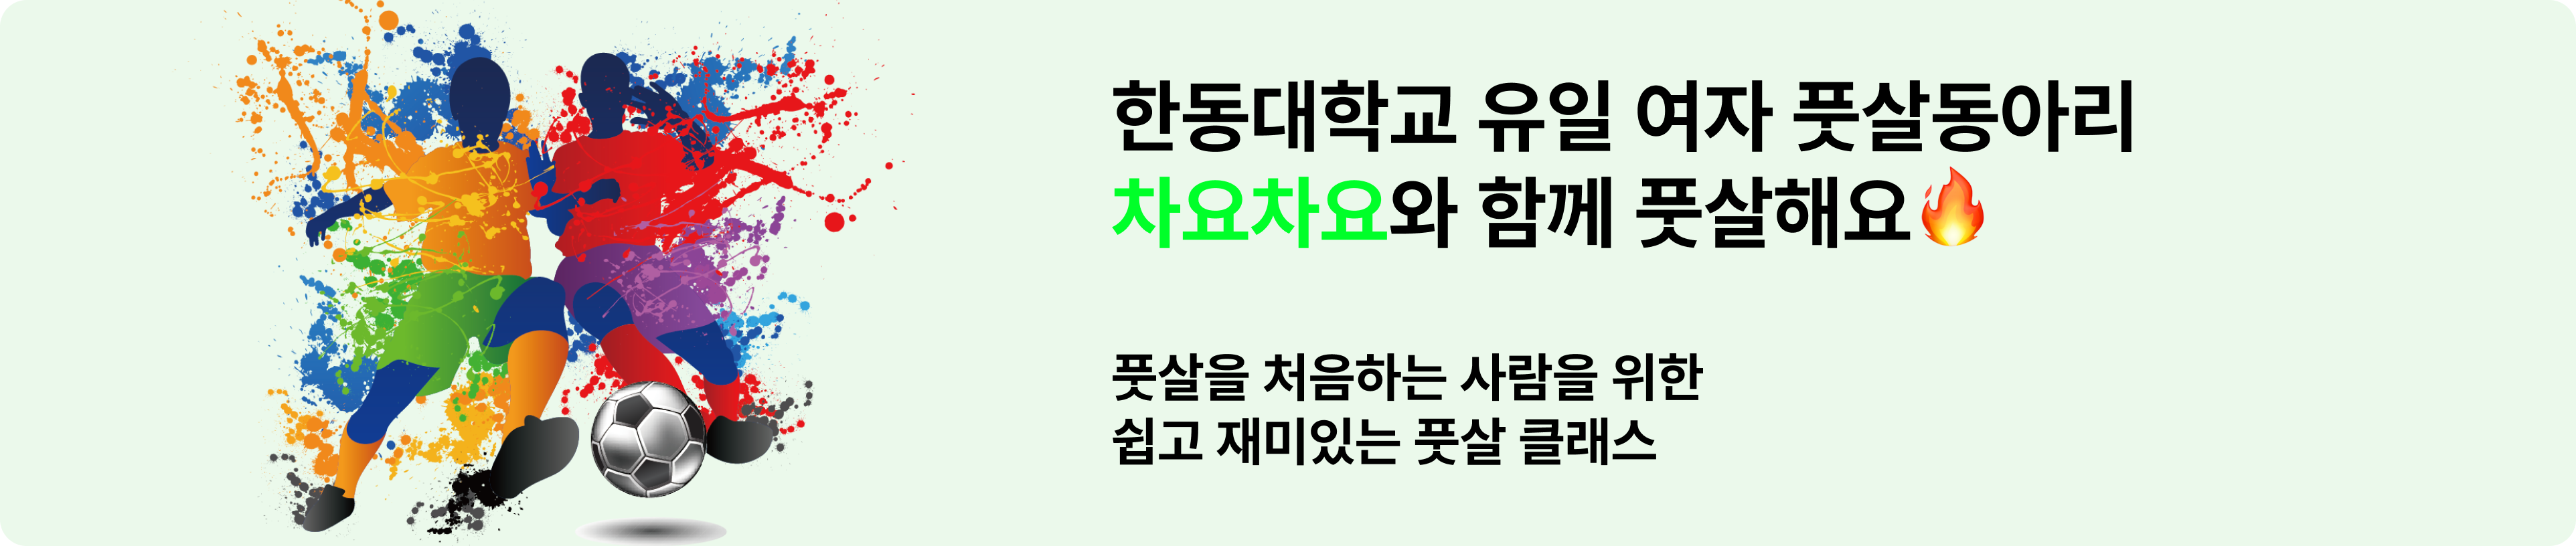 한동대학교 유일 여자 풋살동아리
차요차요와 함께 풋살해요🔥
풋살을 처음하는 사람을 위한
쉽고 재미있는 풋살 클래스